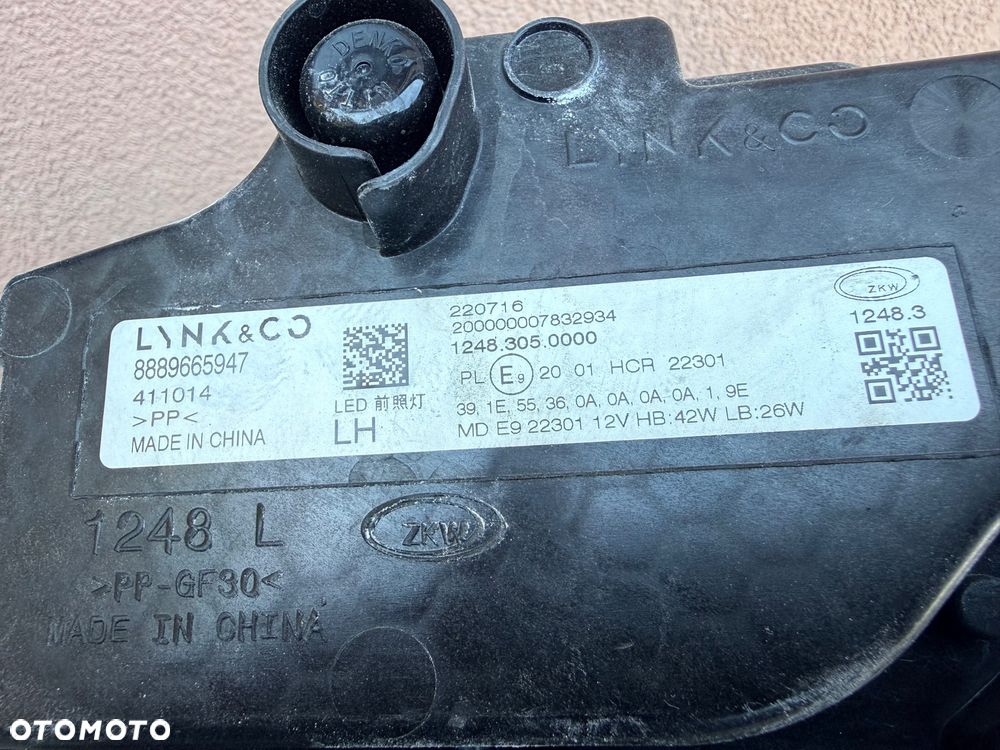 DENK
LYNK&CO
LYNK&CO
8889665947
411014
>PP<
MADE IN CHINA
LED 前照灯
LH
220716
200000007832934
1248.305.0000
PL E9 20 01 HCR 22301
39, 1E, 55, 36, 0A, 0A, 0A, 0A, 1, 9E
MD E9 22301 12V HB:42W LB:26W
ZKW
1248.3
1248 L
ZKW
>PP-GF30<
MADE IN CHINA
OTOMOTO